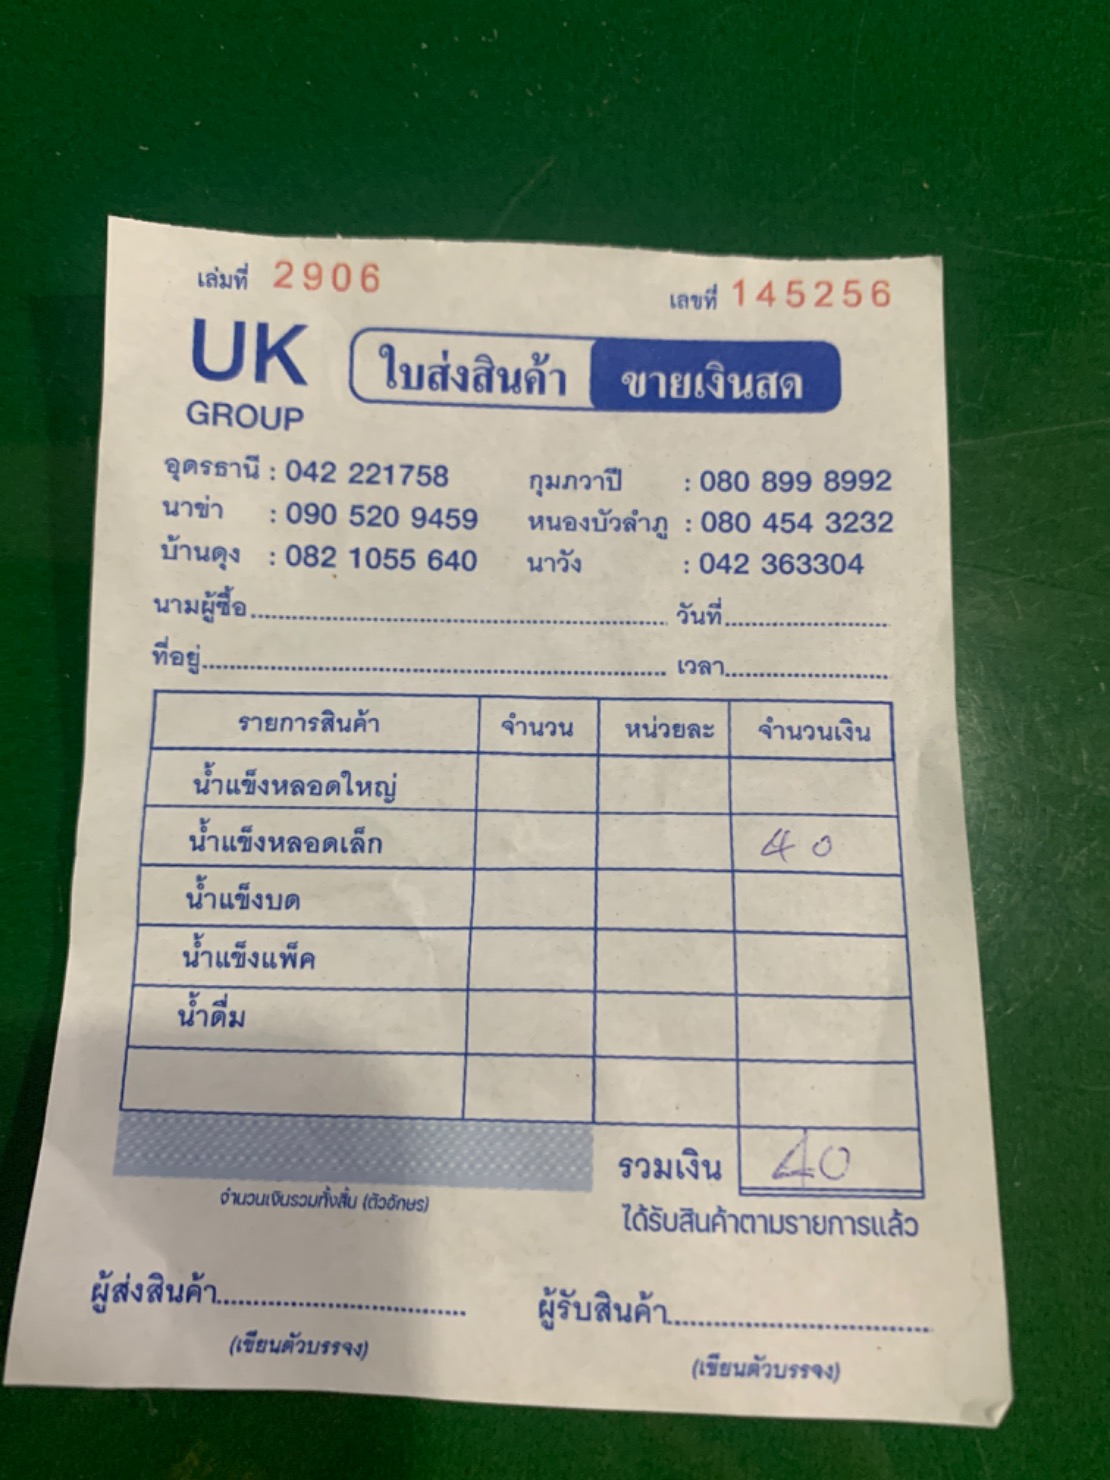 เล่มที่ 2906 เลขที่ 145256
UK GROUP ใบส่งสินค้า ขายเงินสด
อุดรธานี : 042 221758 กุมภวาปี : 080 899 8992
นาข่า : 090 520 9459 หนองบัวลำภู : 080 454 3232
บ้านดุง : 082 1055 640 นาวัง : 042 363304
นามผู้ซื้อ วันที่
ที่อยู่ เวลา
รายการสินค้า จำนวน หน่วยละ จำนวนเงิน
น้ำแข็งหลอดใหญ่
น้ำแข็งหลอดเล็ก 40
น้ำแข็งบด
น้ำแข็งแพ็ค
น้ำดื่ม
รวมเงิน 40
จำนวนเงินรวมทั้งสิ้น (ตัวอักษร)
ได้รับสินค้าตามรายการแล้ว
ผู้ส่งสินค้า ผู้รับสินค้า
(เขียนตัวบรรจง) (เขียนตัวบรรจง)